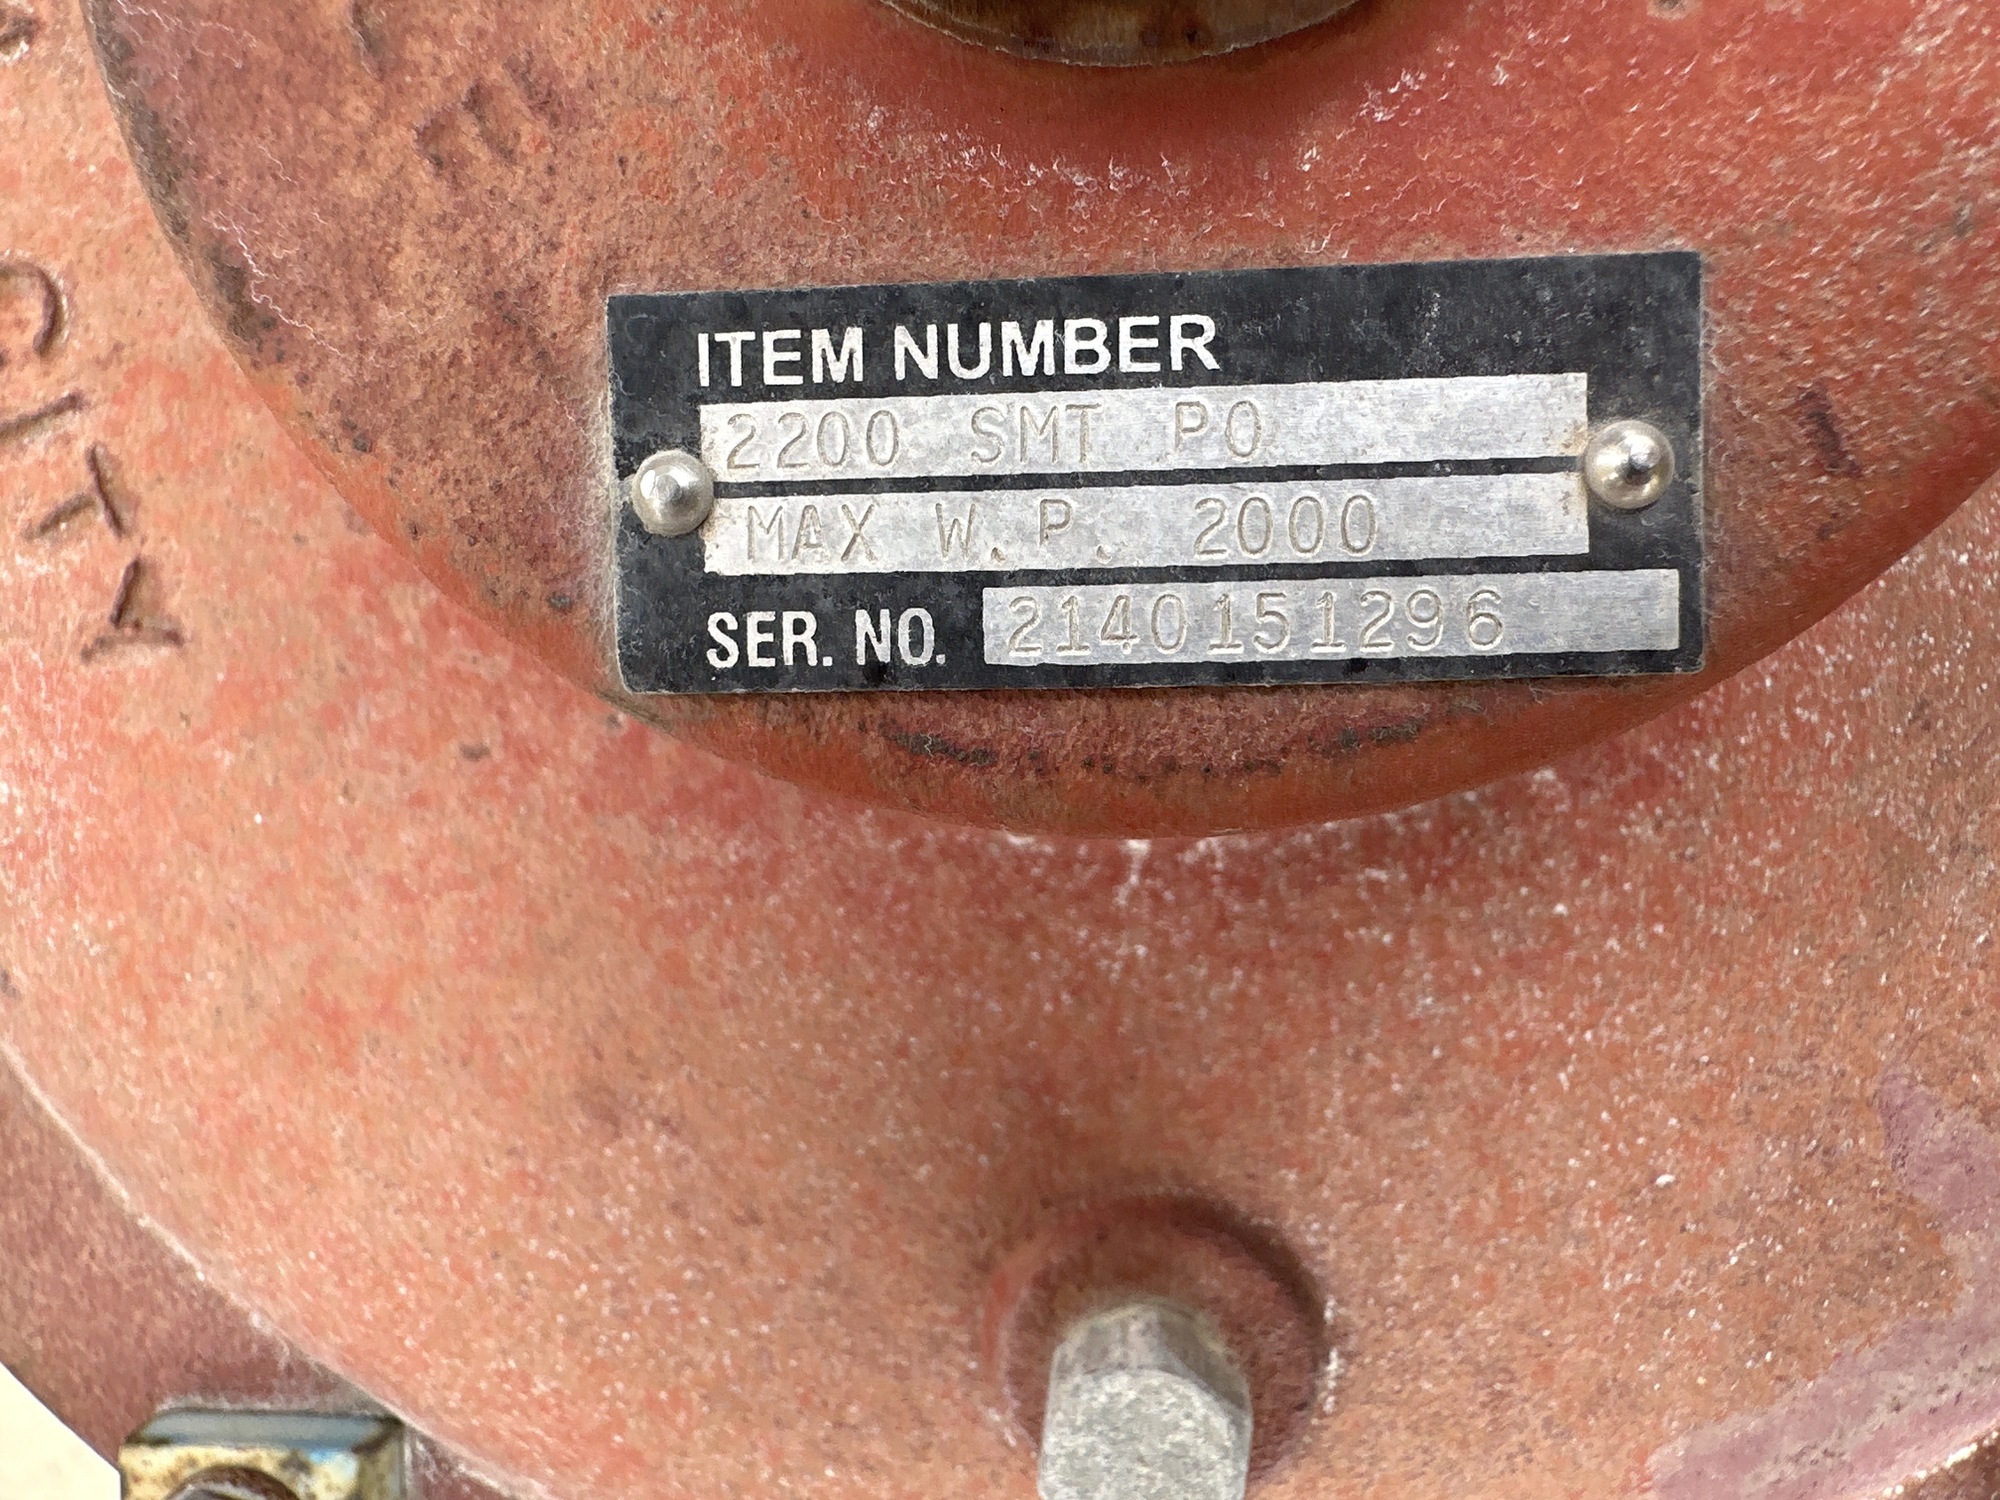 ITEM NUMBER
2200 SMT PO
MAX W.P. 2000
SER. NO. 2140151296